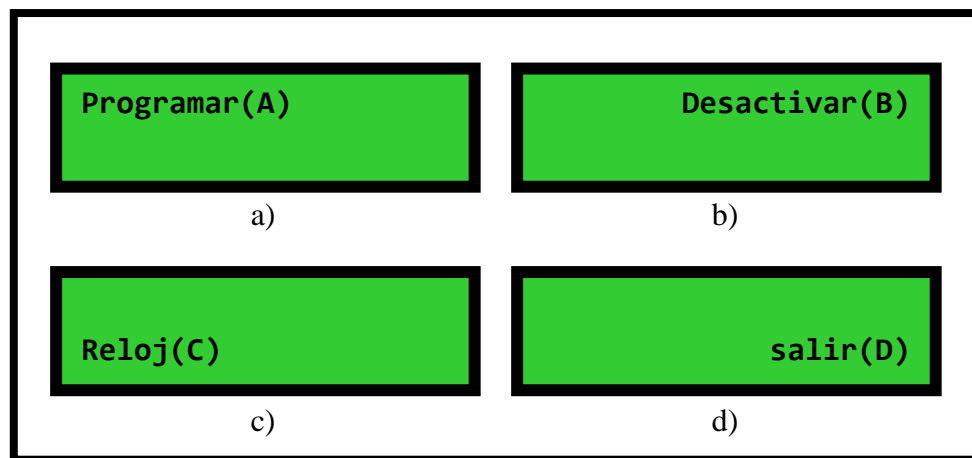 Programar(A)
Desactivar(B)
a)
b)
Reloj(C)
salir(D)
c)
d)